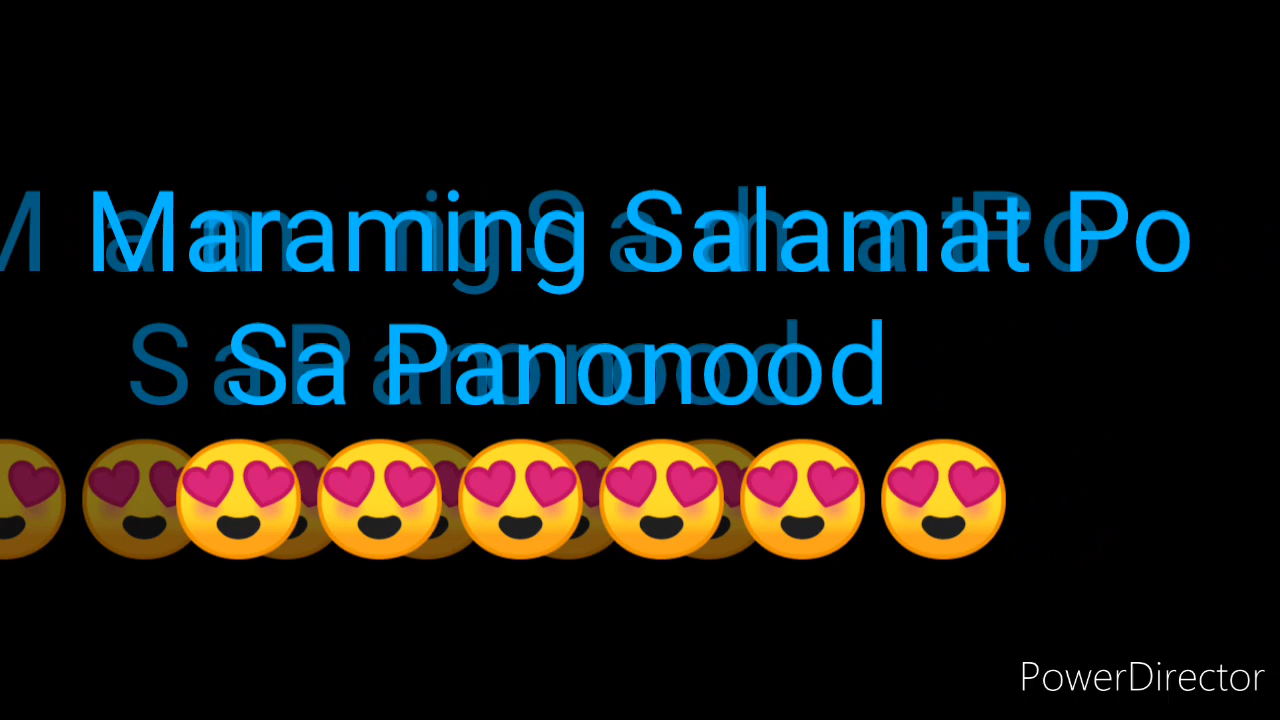 Maraming Salamat Po
Sa Panonood
😍😍😍😍😍😍
PowerDirector